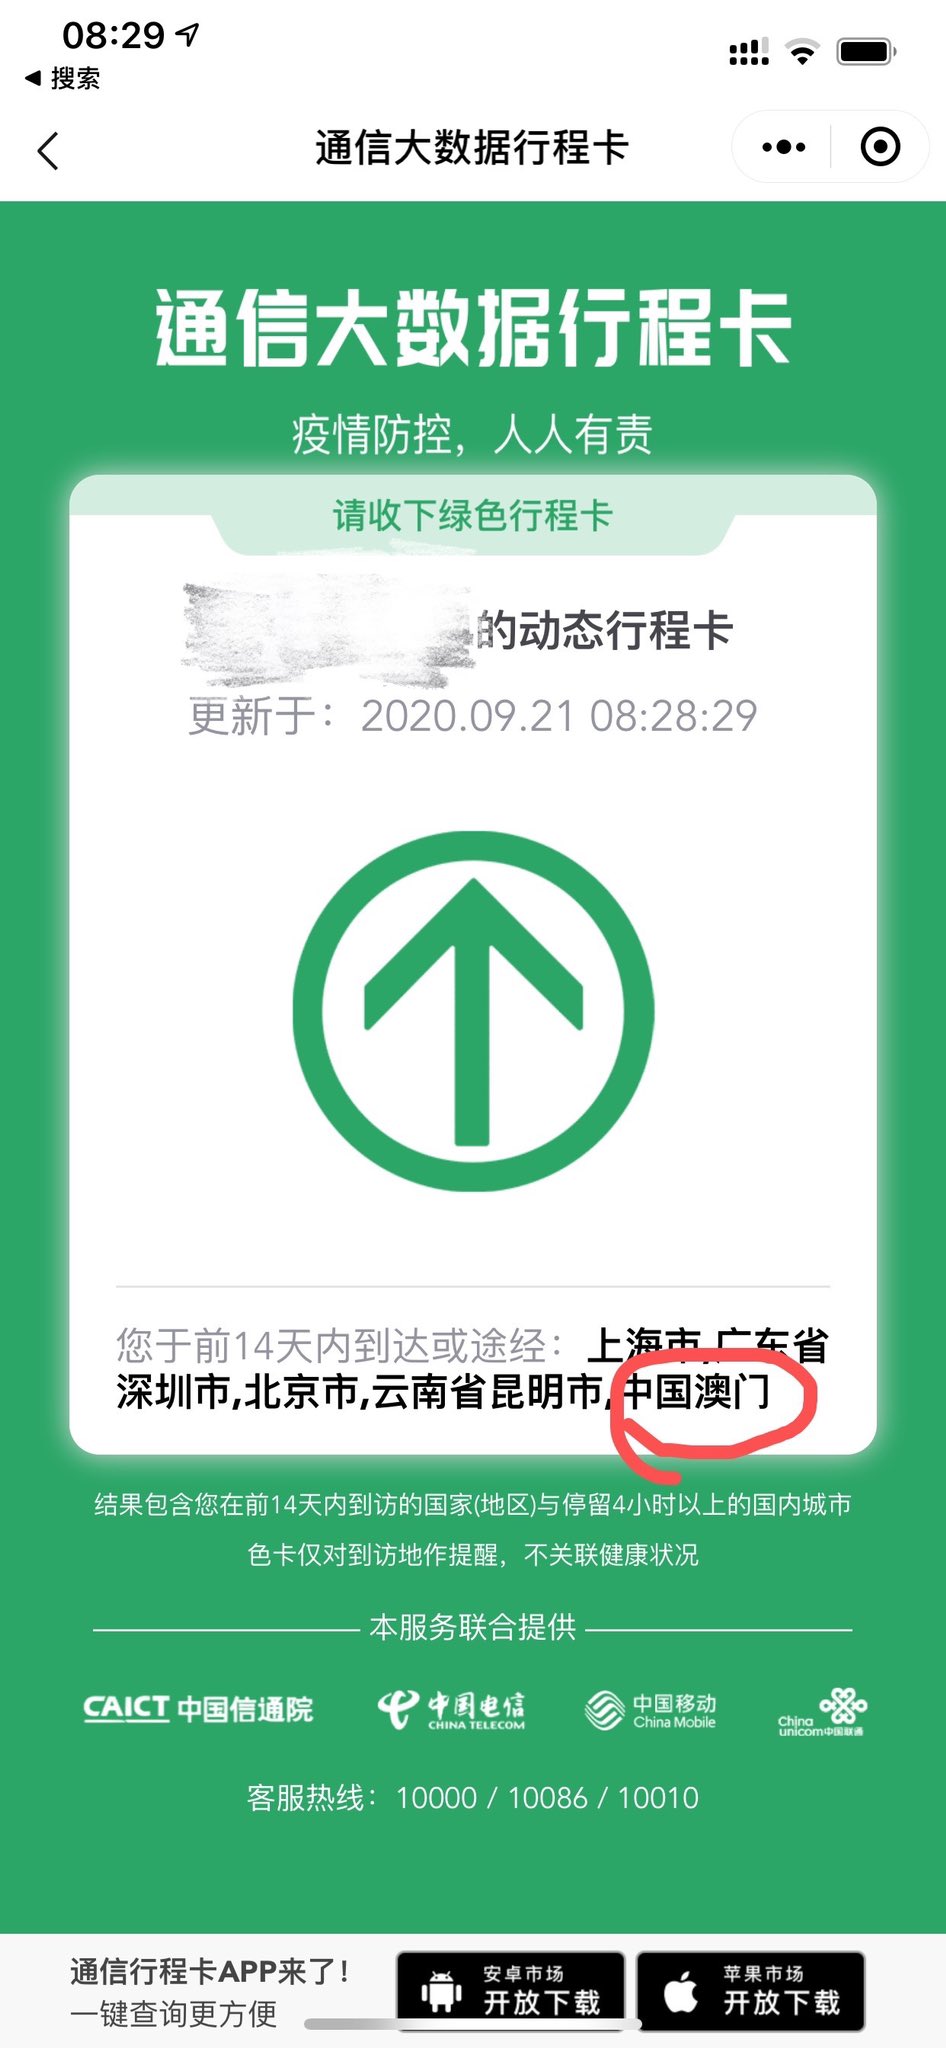 08:29
搜索
通信大数据行程卡
通信大数据行程卡
疫情防控，人人有责
请收下绿色行程卡
的动态行程卡
更新于：2020.09.21 08:28:29
您于前14天内到达或途经：上海市,广东省
深圳市,北京市,云南省昆明市,中国澳门
结果包含您在前14天内到访的国家(地区)与停留4小时以上的国内城市
色卡仅对到访地作提醒，不关联健康状况
本服务联合提供
CAICT 中国信通院
中国电信
CHINA TELECOM
中国移动
China Mobile
China
unicom中国联通
客服热线：10000 / 10086 / 10010
通信行程卡APP来了！
一键查询更方便
安卓市场
开放下载
苹果市场
开放下载